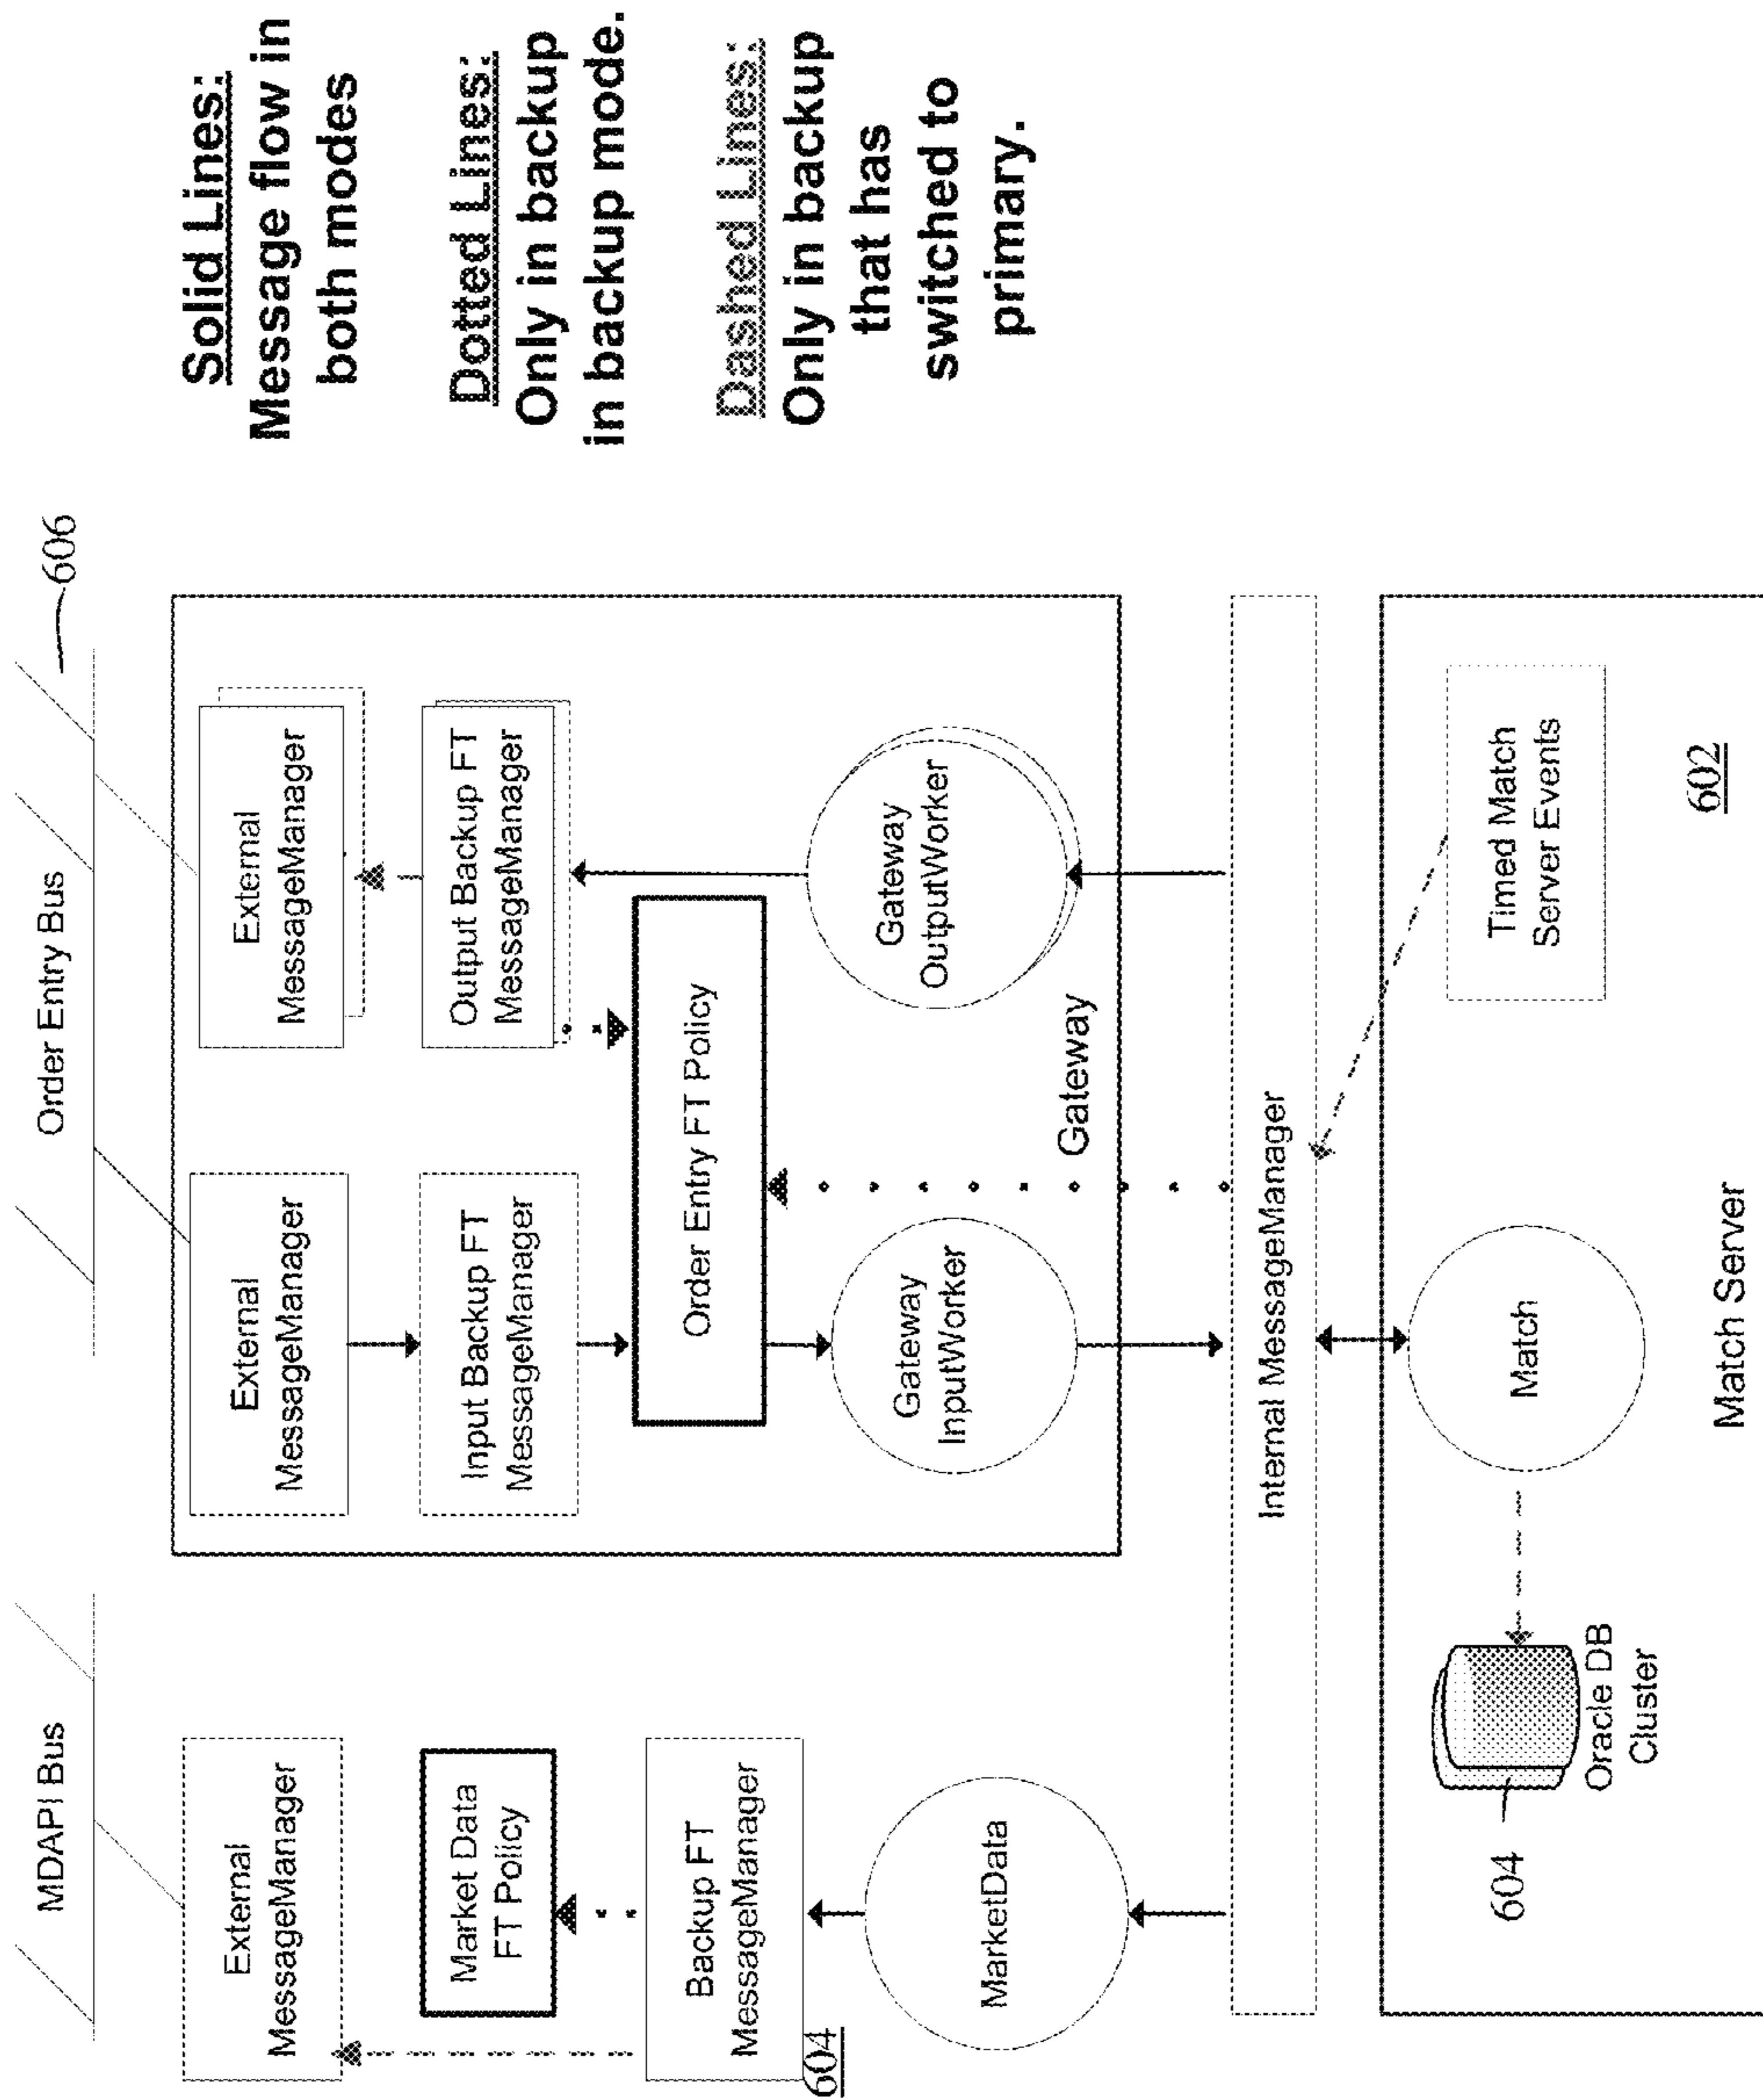 MDAPI Bus
Order Entry Bus
606
External
MessageManager
External
MessageManager
External
MessageManager
Market Data
FT Policy
Input Backup FT
MessageManager
Output Backup FT
MessageManager
Backup FT
MessageManager
604
Order Entry FT Policy
MarketData
Gateway
InputWorker
Gateway
OutputWorker
Gateway
Internal MessageManager
604
Oracle DB
Cluster
Match
Timed Match
Server Events
Match Server
602
Solid Lines:
Message flow in
both modes
Dotted Lines:
Only in backup
in backup mode.
Dashed Lines:
Only in backup
that has
switched to
primary.